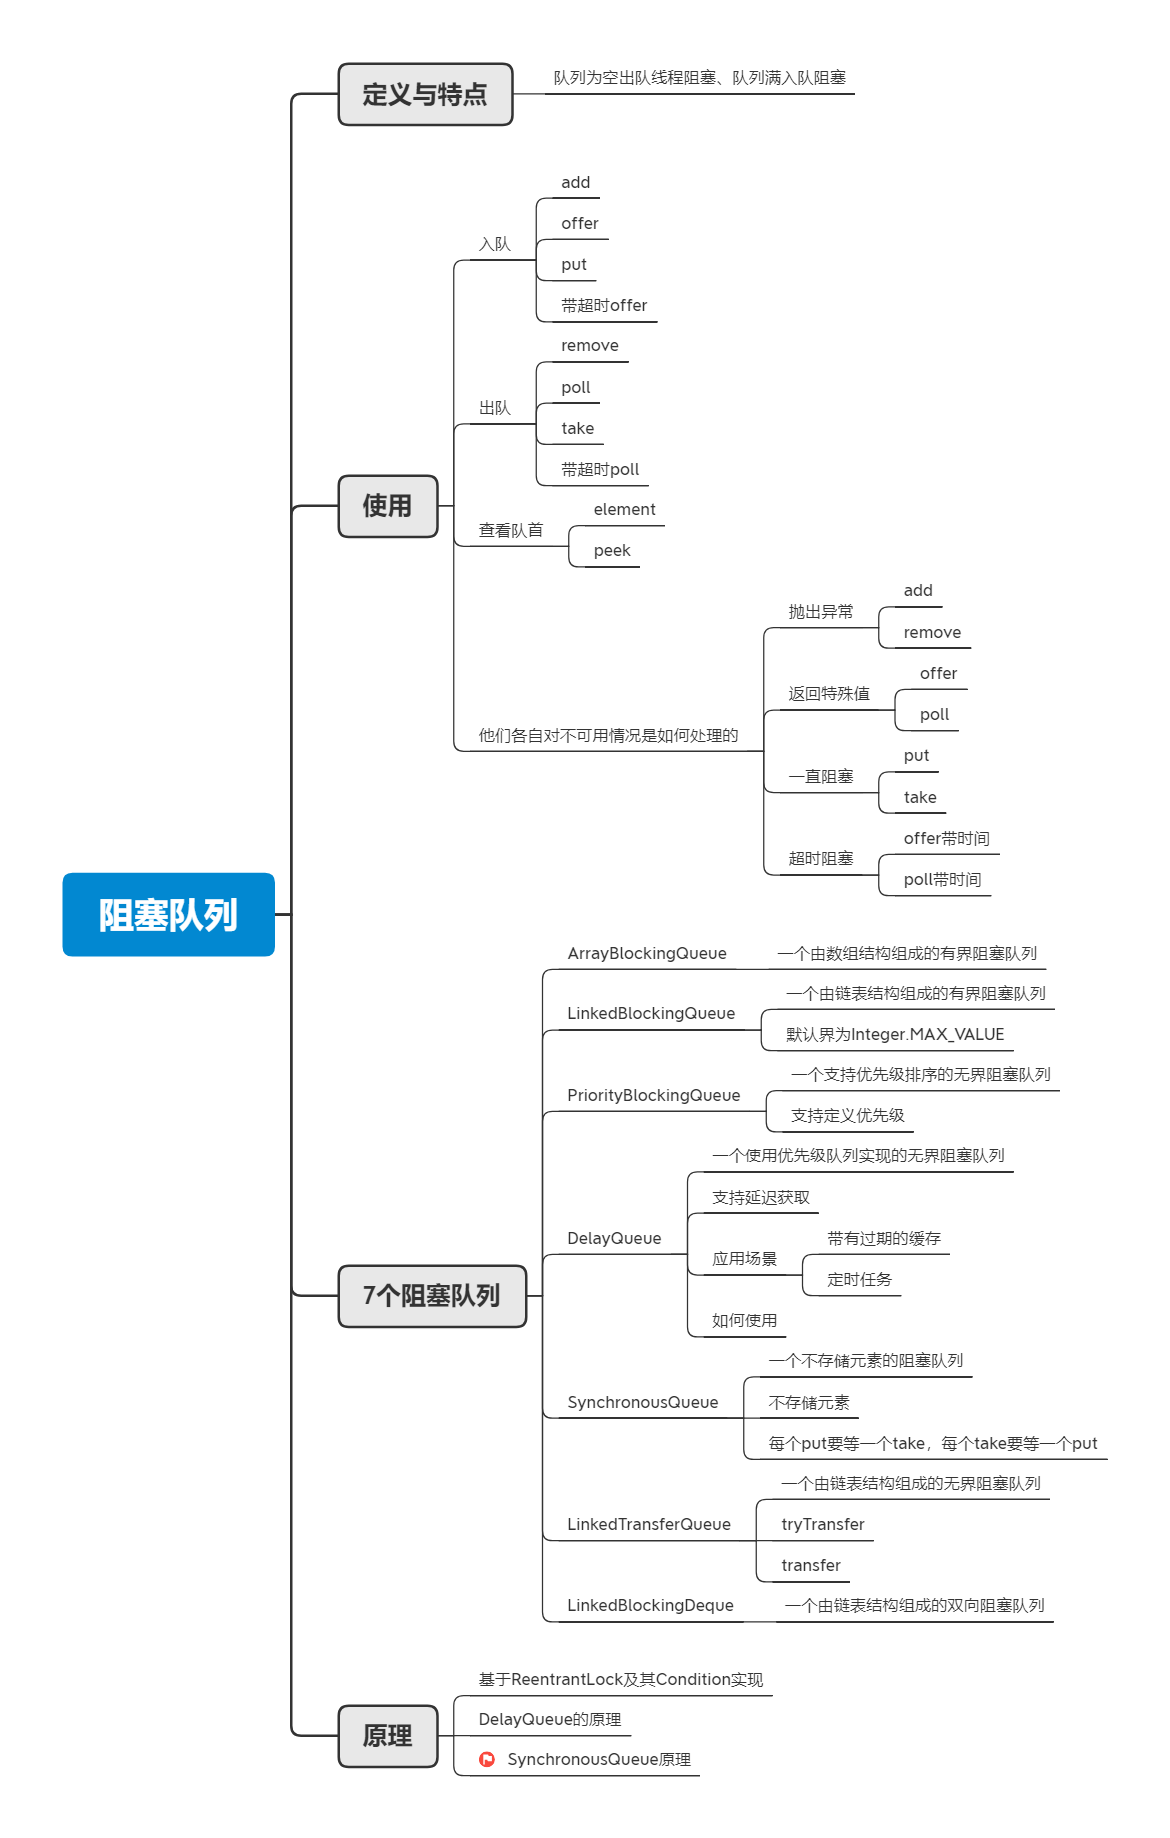 阻塞队列
定义与特点
队列为空出队线程阻塞、队列满入队阻塞
使用
入队
add
offer
put
带超时offer
出队
remove
poll
take
带超时poll
查看队首
element
peek
他们各自对不可用情况是如何处理的
抛出异常
add
remove
返回特殊值
offer
poll
一直阻塞
put
take
超时阻塞
offer带时间
poll带时间
7个阻塞队列
ArrayBlockingQueue
一个由数组结构组成的有界阻塞队列
LinkedBlockingQueue
一个由链表结构组成的有界阻塞队列
默认界为Integer.MAX_VALUE
PriorityBlockingQueue
一个支持优先级排序的无界阻塞队列
支持定义优先级
DelayQueue
一个使用优先级队列实现的无界阻塞队列
支持延迟获取
应用场景
带有过期的缓存
定时任务
如何使用
SynchronousQueue
一个不存储元素的阻塞队列
不存储元素
每个put要等一个take，每个take要等一个put
LinkedTransferQueue
一个由链表结构组成的无界阻塞队列
tryTransfer
transfer
LinkedBlockingDeque
一个由链表结构组成的双向阻塞队列
原理
基于ReentrantLock及其Condition实现
DelayQueue的原理
SynchronousQueue原理